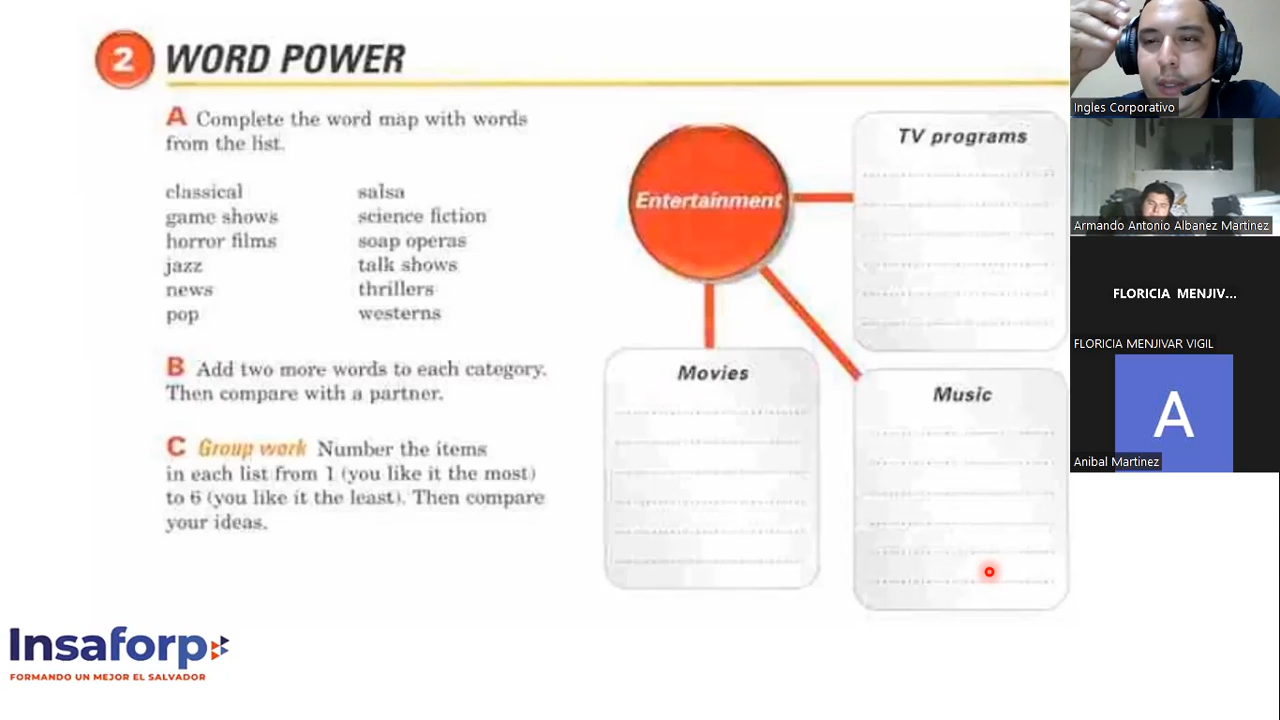 2 WORD POWER
A Complete the word map with words
from the list.
classical
game shows
horror films
jazz
news
pop
salsa
science fiction
soap operas
talk shows
thrillers
westerns
B Add two more words to each category.
Then compare with a partner.
C Group work Number the items
in each list from 1 (you like it the most)
to 6 (you like it the least). Then compare
your ideas.
Entertainment
TV programs
Movies
Music
Insaforp
FORMANDO UN MEJOR EL SALVADOR
Ingles Corporativo
Armando Antonio Albanez Martinez
FLORICIA MENJIV...
FLORICIA MENJIVAR VIGIL
A
Anibal Martinez